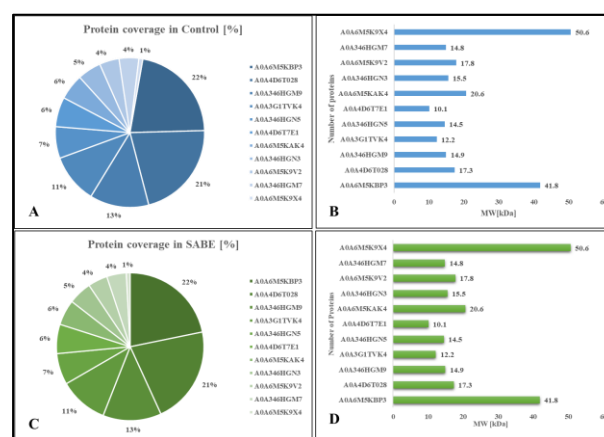 Protein coverage in Control [%]
4%
4%
1%
5%
22%
6%
6%
7%
11%
21%
13%
A0A6M5KBP3
A0A4D6T028
A0A346HGM9
A0A3G1TVK4
A0A346HGN5
A0A4D6T7E1
A0A6M5KAK4
A0A346HGN3
A0A6M5K9V2
A0A346HGM7
A0A6M5K9X4
A
Number of proteins
A0A6M5K9X4 50.6
A0A346HGM7 14.8
A0A6M5K9V2 17.8
A0A346HGN3 15.5
A0A6M5KAK4 20.6
A0A4D6T7E1 10.1
A0A346HGN5 14.5
A0A3G1TVK4 12.2
A0A346HGM9 14.9
A0A4D6T028 17.3
A0A6M5KBP3 41.8
0 10 20 30 40 50 6
MW[kDa]
B
Protein coverage in SABE [%]
4%
4%
1%
5%
22%
6%
6%
7%
11%
21%
13%
A0A6M5KBP3
A0A4D6T028
A0A346HGM9
A0A3G1TVK4
A0A346HGN5
A0A4D6T7E1
A0A6M5KAK4
A0A346HGN3
A0A6M5K9V2
A0A346HGM7
A0A6M5K9X4
C
Number of Proteins
A0A6M5K9X4 50.6
A0A346HGM7 14.8
A0A6M5K9V2 17.8
A0A346HGN3 15.5
A0A6M5KAK4 20.6
A0A4D6T7E1 10.1
A0A346HGN5 14.5
A0A3G1TVK4 12.2
A0A346HGM9 14.9
A0A4D6T028 17.3
A0A6M5KBP3 41.8
0 10 20 30 40 50 6
MW [kDa]
D